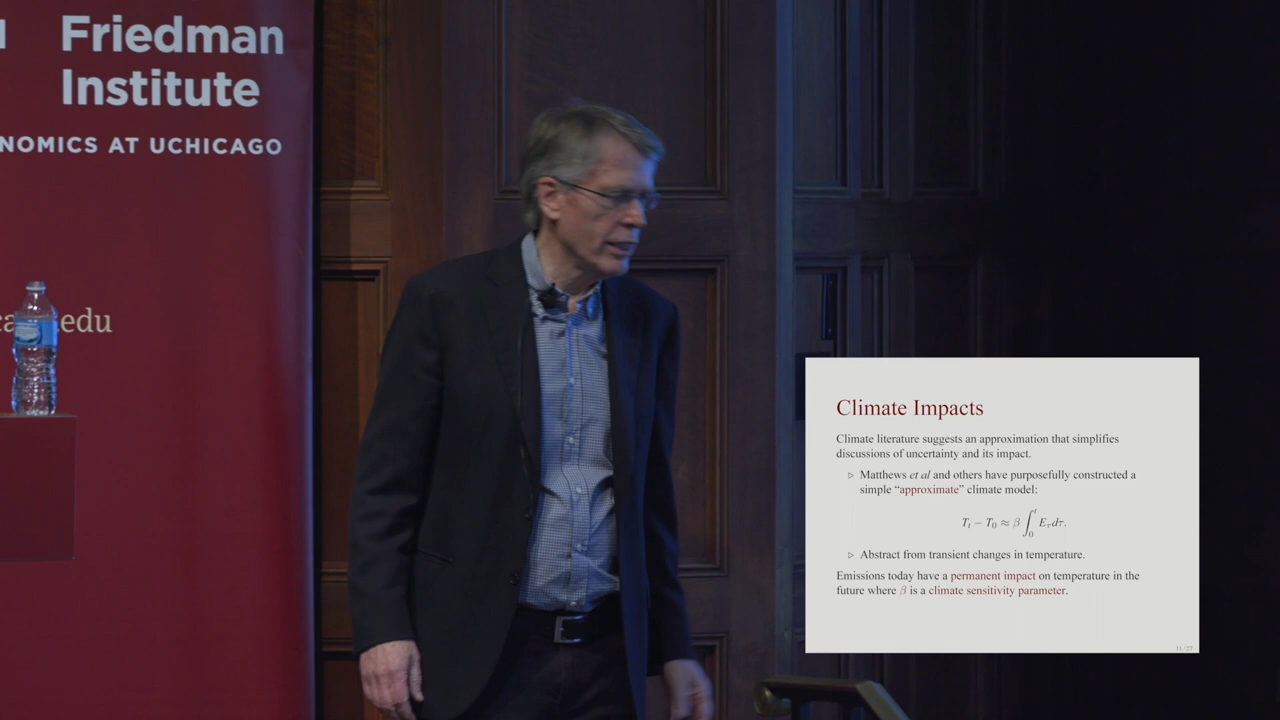 Friedman
Institute
NOMICS AT UCHICAGO
edu
Climate Impacts
Climate literature suggests an approximation that simplifies
discussions of uncertainty and its impact.
▷ Matthews et al and others have purposefully constructed a
simple “approximate” climate model:
T_t − T_0 ≈ β ∫_0^t E_τ dτ.
▷ Abstract from transient changes in temperature.
Emissions today have a permanent impact on temperature in the
future where β is a climate sensitivity parameter.
11/27